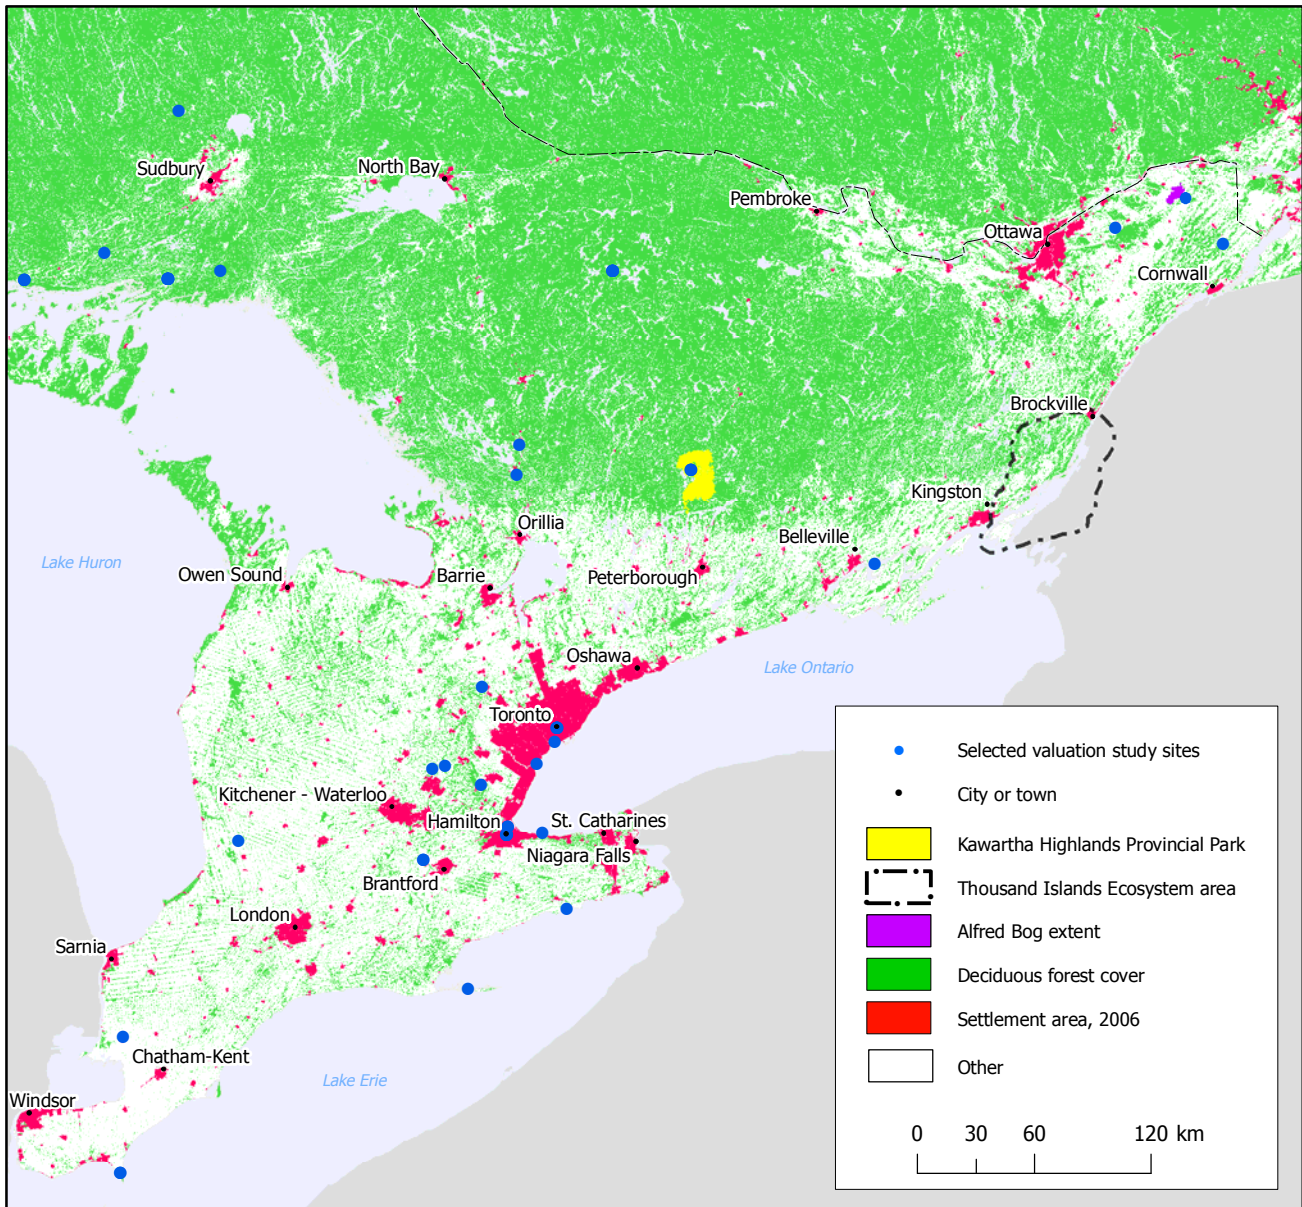 Sudbury
North Bay
Pembroke
Ottawa
Cornwall
Brockville
Kingston
Orillia
Belleville
Lake Huron
Owen Sound
Barrie
Peterborough
Oshawa
Lake Ontario
Toronto
Kitchener - Waterloo
Hamilton
St. Catharines
Niagara Falls
Brantford
London
Sarnia
Chatham-Kent
Lake Erie
Windsor
Selected valuation study sites
City or town
Kawartha Highlands Provincial Park
Thousand Islands Ecosystem area
Alfred Bog extent
Deciduous forest cover
Settlement area, 2006
Other
0 30 60 120 km